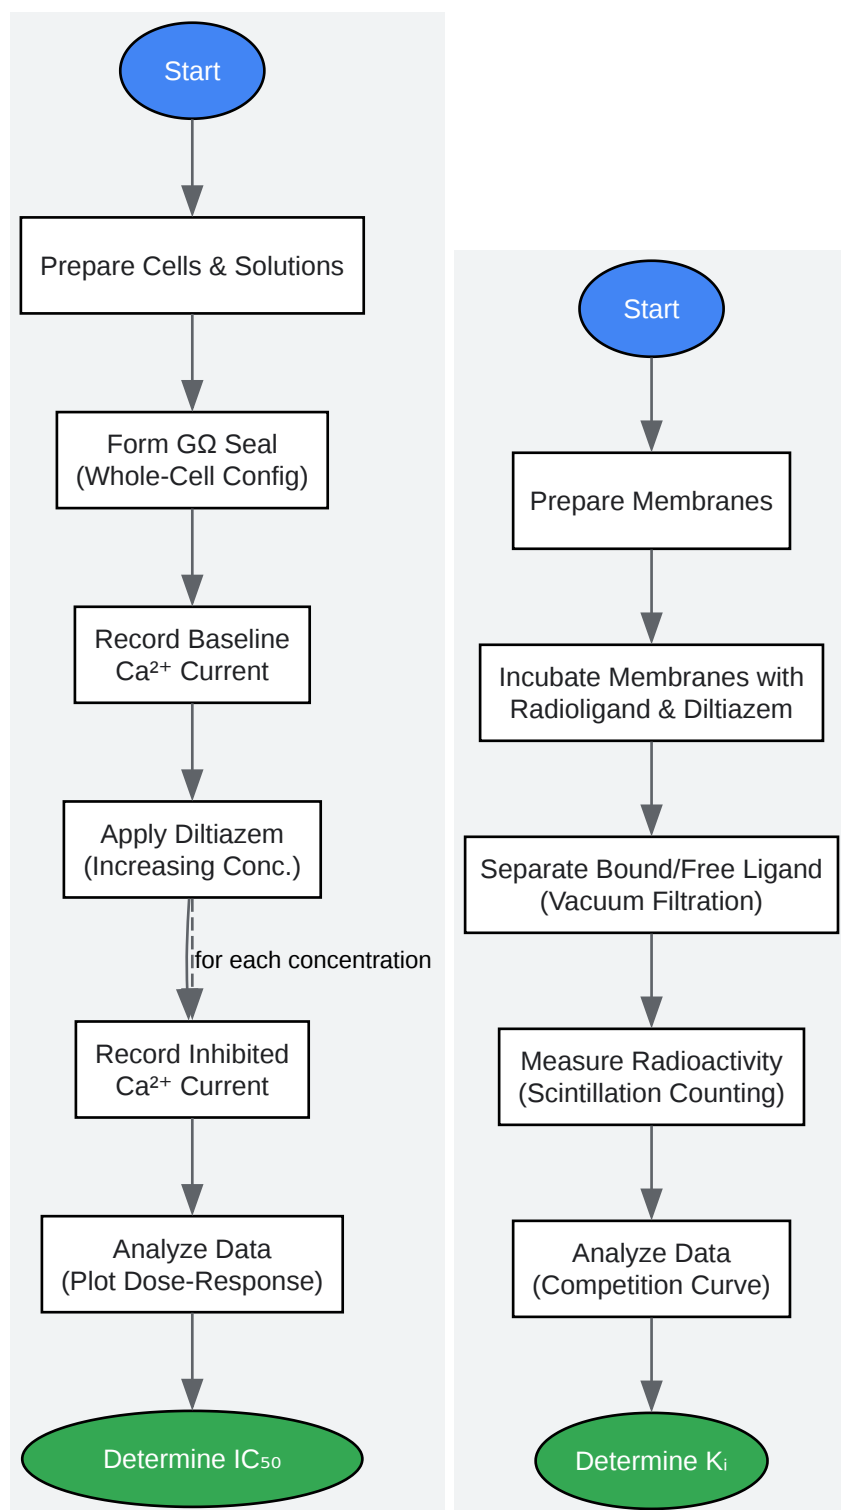 Start
Prepare Cells & Solutions
Form GΩ Seal
(Whole-Cell Config)
Record Baseline
Ca²⁺ Current
Apply Diltiazem
(Increasing Conc.)
for each concentration
Record Inhibited
Ca²⁺ Current
Analyze Data
(Plot Dose-Response)
Determine IC₅₀
Start
Prepare Membranes
Incubate Membranes with
Radioligand & Diltiazem
Separate Bound/Free Ligand
(Vacuum Filtration)
Measure Radioactivity
(Scintillation Counting)
Analyze Data
(Competition Curve)
Determine Kᵢ